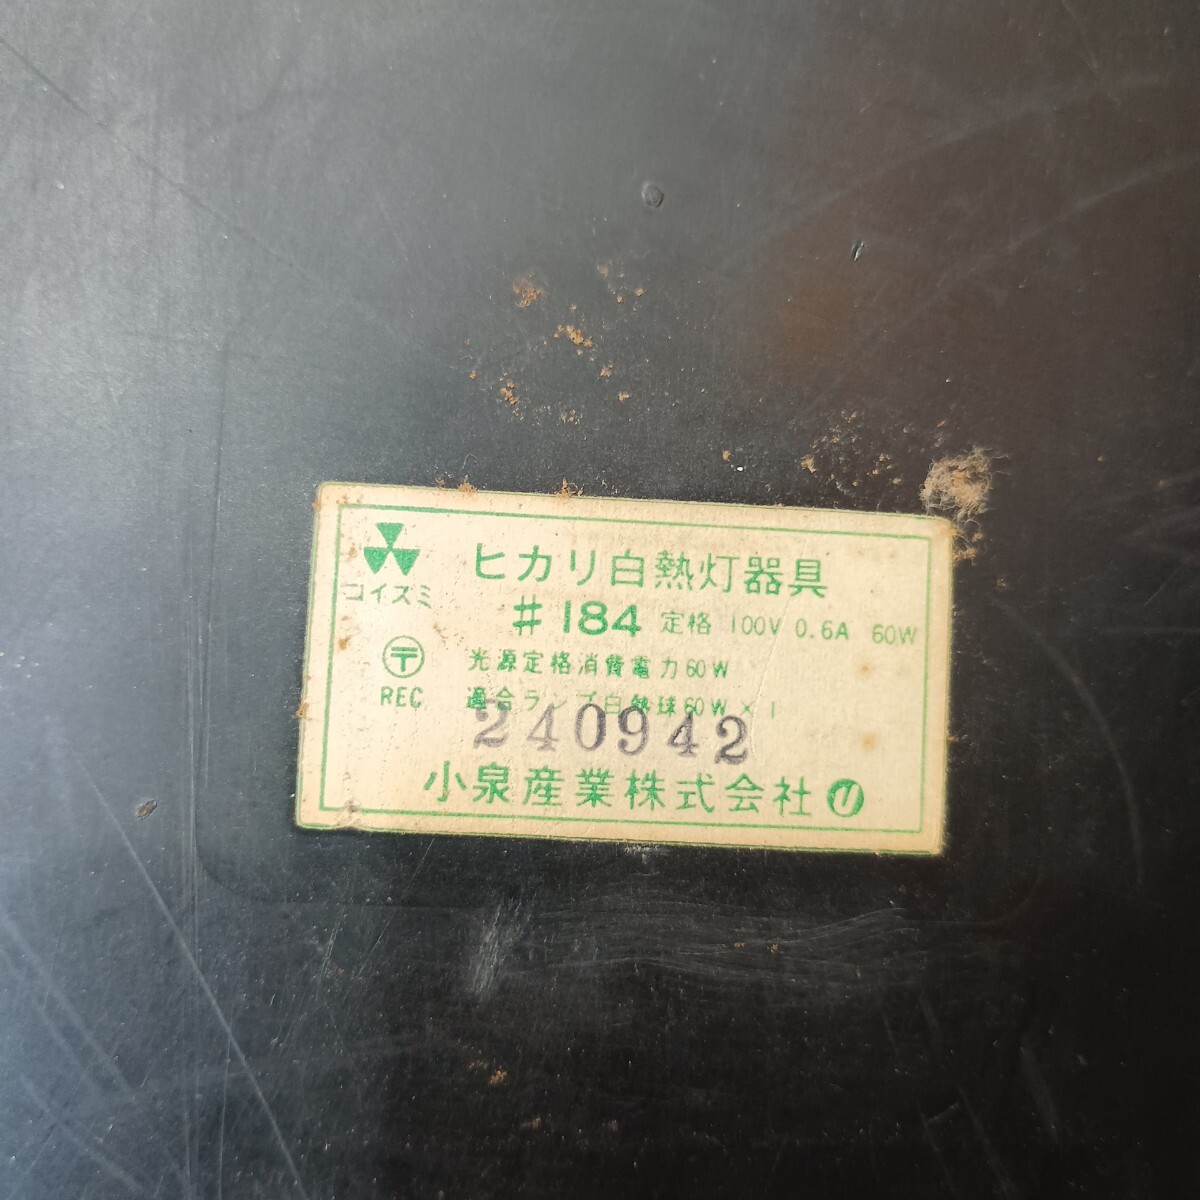 コイスミ
ヒカリ白熱灯器具
#184 定格 100V 0.6A 60W
〒
REC
光源定格消費電力60W
適合ランプ白熱球60W×1
240942
小泉産業株式会社